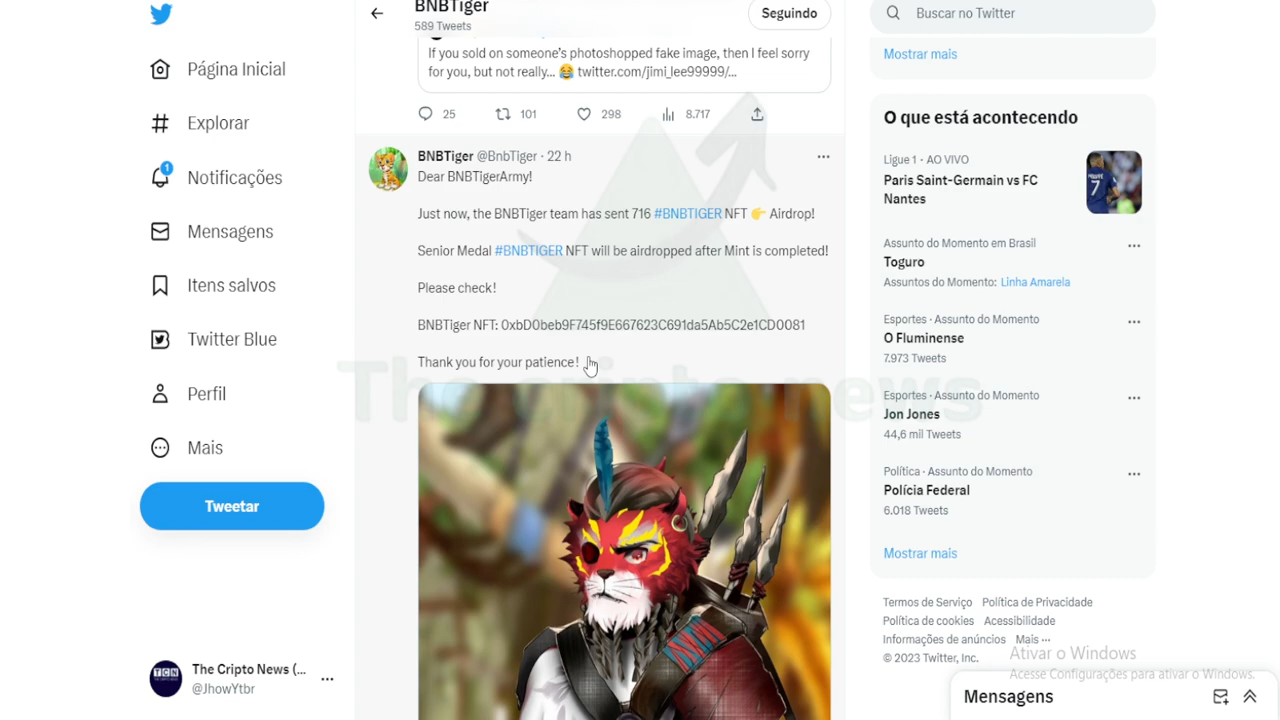 Página Inicial
Explorar
1
Notificações
Mensagens
Itens salvos
Twitter Blue
Perfil
Mais
Tweetar
TCN
The Cripto News (...
@JhowYtbr
BNBTiger
589 Tweets
Seguindo
If you sold on someone's photoshopped fake image, then I feel sorry
for you, but not really... 😂 twitter.com/jimi_lee99999/...
25 101 298 8.717
BNBTiger @BnbTiger · 22 h
Dear BNBTigerArmy!
Just now, the BNBTiger team has sent 716 #BNBTIGER NFT 👉 Airdrop!
Senior Medal #BNBTIGER NFT will be airdropped after Mint is completed!
Please check!
BNBTiger NFT: 0xbD0beb9F745f9E667623C691da5Ab5C2e1CD0081
Thank you for your patience!
The cripto news
Buscar no Twitter
Mostrar mais
O que está acontecendo
Ligue 1 · AO VIVO
Paris Saint-Germain vs FC
Nantes
7
Assunto do Momento em Brasil
Toguro
Assuntos do Momento: Linha Amarela
Esportes · Assunto do Momento
O Fluminense
7.973 Tweets
Esportes · Assunto do Momento
Jon Jones
44,6 mil Tweets
Política · Assunto do Momento
Polícia Federal
6.018 Tweets
Mostrar mais
Termos de Serviço Política de Privacidade
Política de cookies Acessibilidade
Informações de anúncios Mais ...
© 2023 Twitter, Inc.
Ativar o Windows
Acesse Configurações para ativar o Windows.
Mensagens